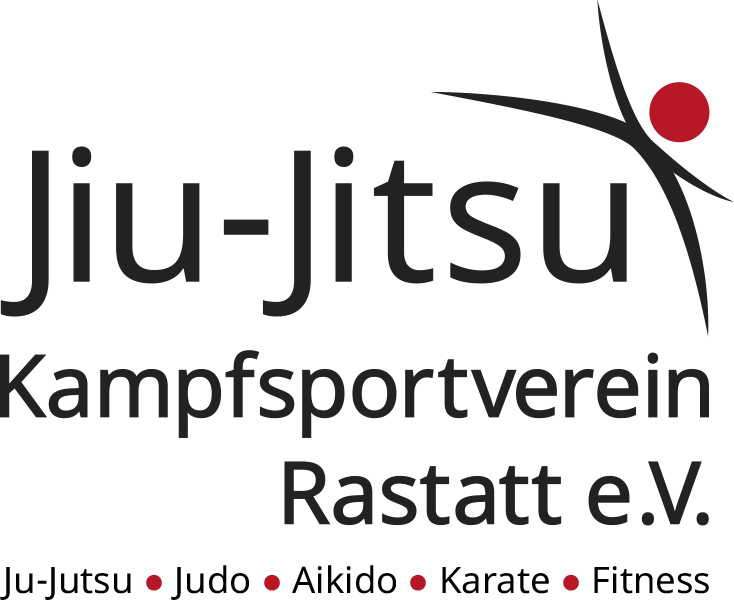 Jiu-Jitsu
Kampfsportverein
Rastatt e.V.
Ju-Jutsu • Judo • Aikido • Karate • Fitness